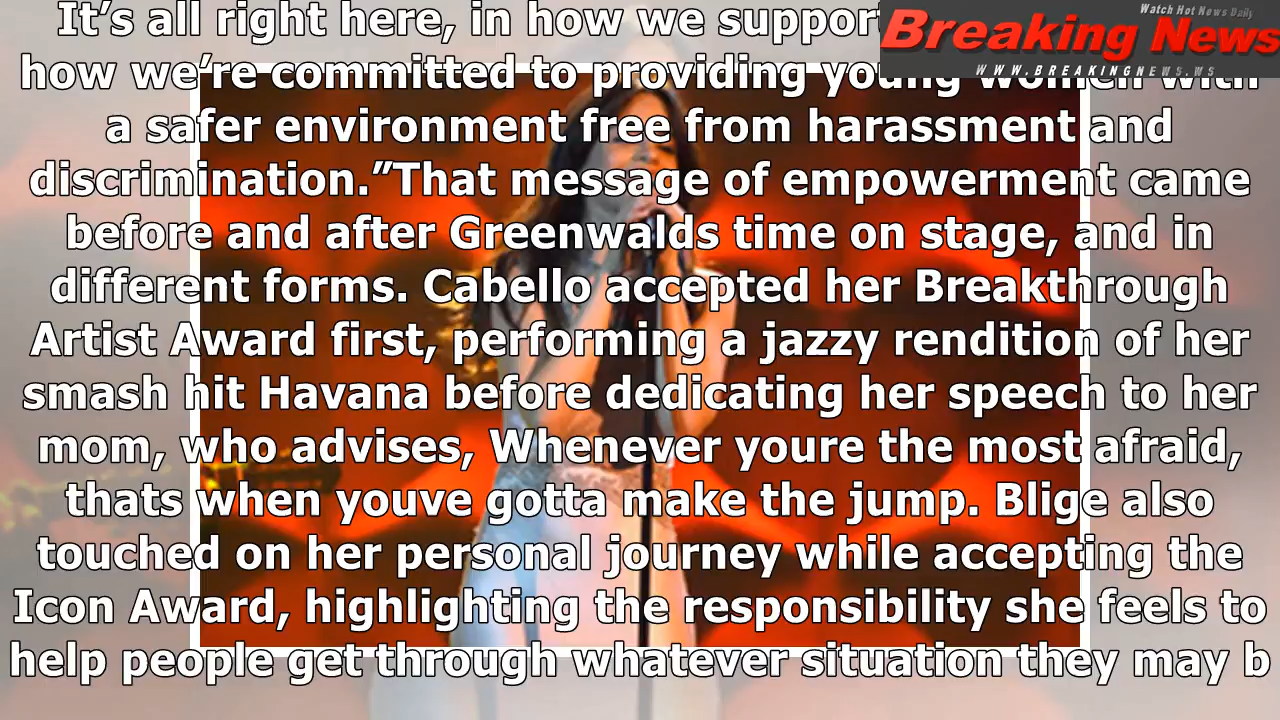 It’s all right here, in how we support
Watch Hot News Daily
Breaking News
WWW.BREAKINGNEWS.WS
how we’re committed to providing young women with
a safer environment free from harassment and
discrimination.”That message of empowerment came
before and after Greenwalds time on stage, and in
different forms. Cabello accepted her Breakthrough
Artist Award first, performing a jazzy rendition of her
smash hit Havana before dedicating her speech to her
mom, who advises, Whenever youre the most afraid,
thats when youve gotta make the jump. Blige also
touched on her personal journey while accepting the
Icon Award, highlighting the responsibility she feels to
help people get through whatever situation they may b